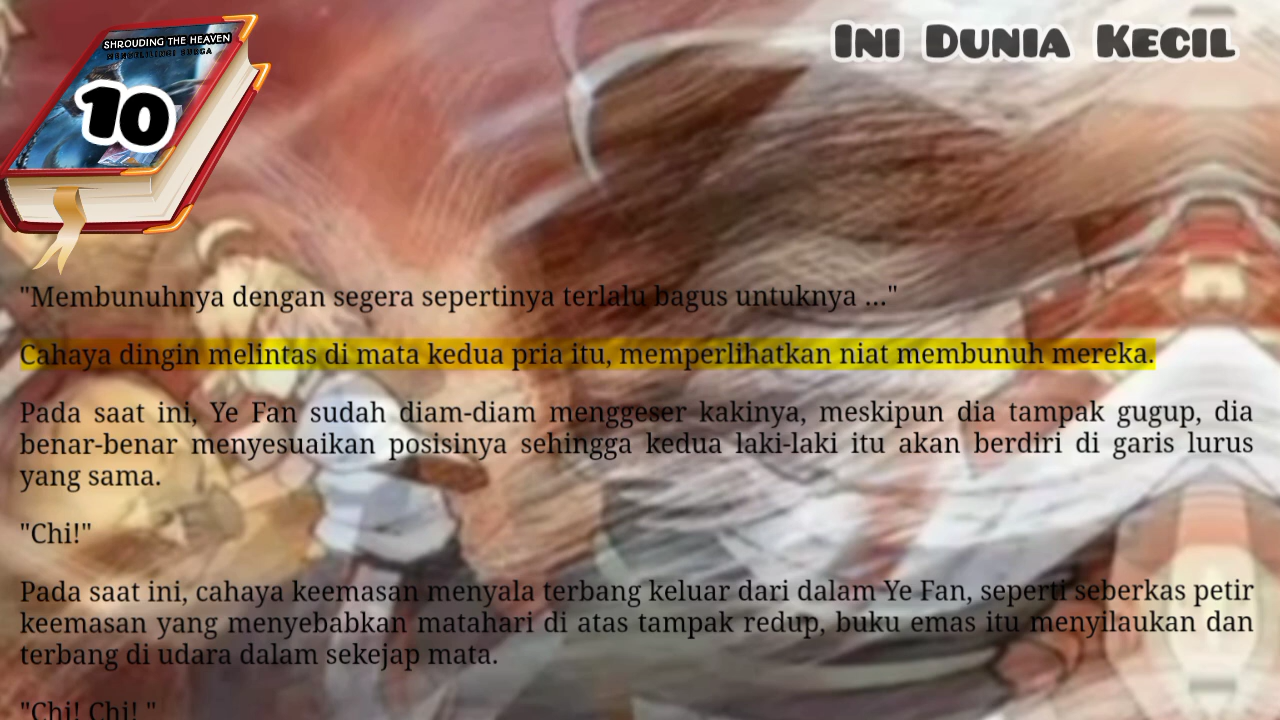 SHROUDING THE HEAVEN
10
Ini Dunia Kecil
"Membunuhnya dengan segera sepertinya terlalu bagus untuknya ..."
Cahaya dingin melintas di mata kedua pria itu, memperlihatkan niat membunuh mereka.
Pada saat ini, Ye Fan sudah diam-diam menggeser kakinya, meskipun dia tampak gugup, dia
benar-benar menyesuaikan posisinya sehingga kedua laki-laki itu akan berdiri di garis lurus
yang sama.
"Chi!"
Pada saat ini, cahaya keemasan menyala terbang keluar dari dalam Ye Fan, seperti seberkas petir
keemasan yang menyebabkan matahari di atas tampak redup, buku emas itu menyilaukan dan
terbang di udara dalam sekejap mata.
"Chi! Chi! "